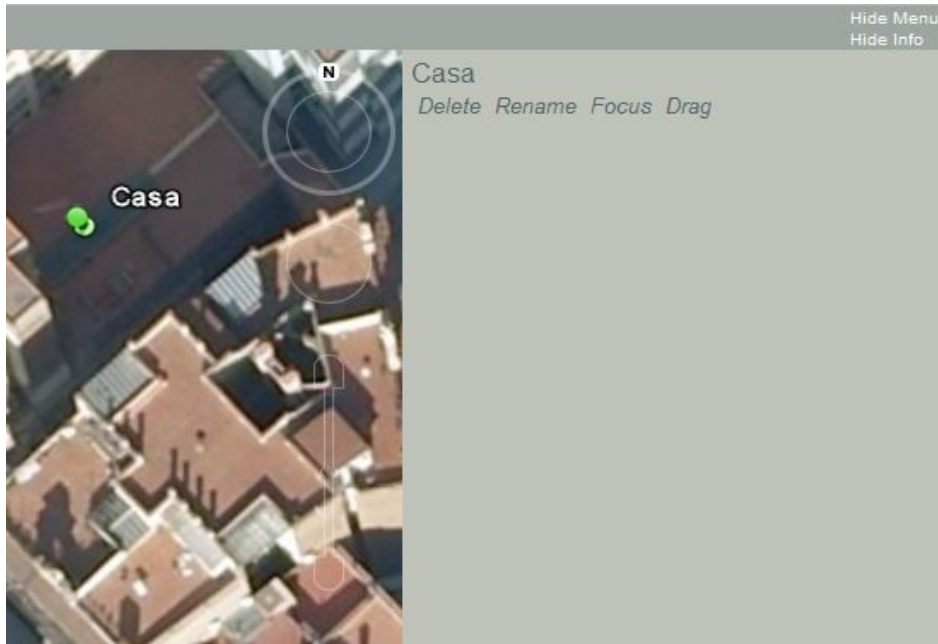 Hide Menu
Hide Info
N
Casa
Delete Rename Focus Drag
Casa